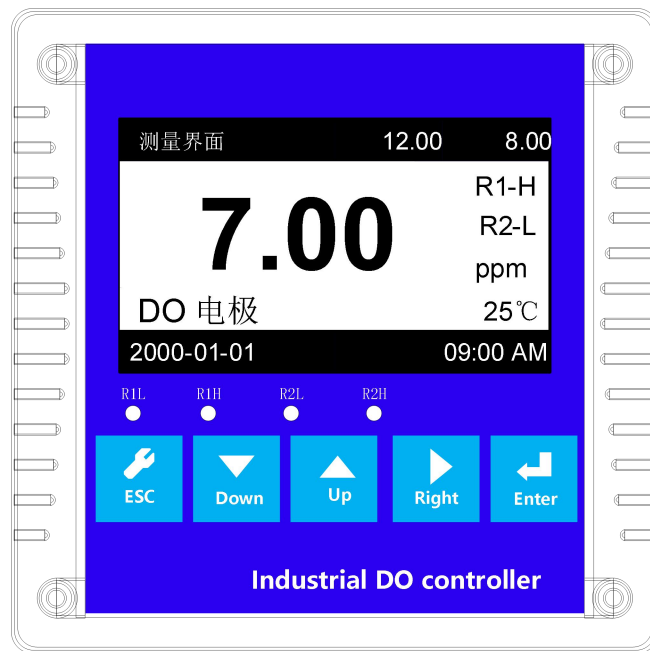 测量界面 12.00 8.00
7.00
R1-H
R2-L
ppm
DO 电极 25℃
2000-01-01 09:00 AM
R1L R1H R2L R2H
ESC Down Up Right Enter
Industrial DO controller